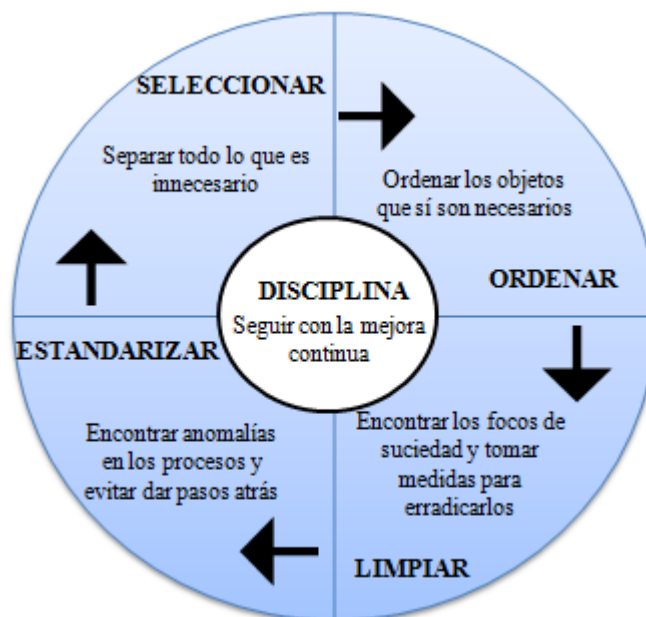 SELECCIONAR
Separar todo lo que es
innecesario
Ordenar los objetos
que sí son necesarios
ORDENAR
DISCIPLINA
Seguir con la mejora
continua
Encontrar los focos de
suciedad y tomar
medidas para
erradicarlos
LIMPIAR
ESTANDARIZAR
Encontrar anomalías
en los procesos y
evitar dar pasos atrás